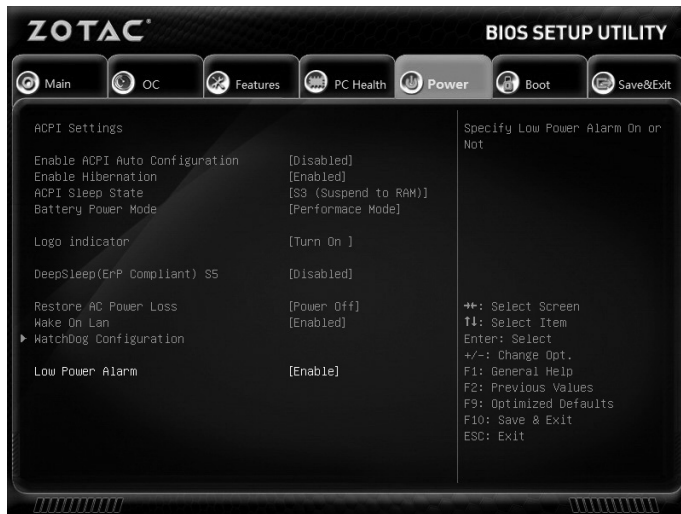 ZOTAC
BIOS SETUP UTILITY
Main OC Features PC Health Power Boot Save&Exit
ACPI Settings
Enable ACPI Auto Configuration [Disabled]
Enable Hibernation [Enabled]
ACPI Sleep State [S3 (Suspend to RAM)]
Battery Power Mode [Performace Mode]
Logo indicator [Turn On ]
DeepSleep(ErP Compliant) S5 [Disabled]
Restore AC Power Loss [Power Off]
Wake On Lan [Enabled]
WatchDog Configuration
Low Power Alarm [Enable]
Specify Low Power Alarm On or
Not
→←: Select Screen
↑↓: Select Item
Enter: Select
+/-: Change Opt.
F1: General Help
F2: Previous Values
F9: Optimized Defaults
F10: Save & Exit
ESC: Exit